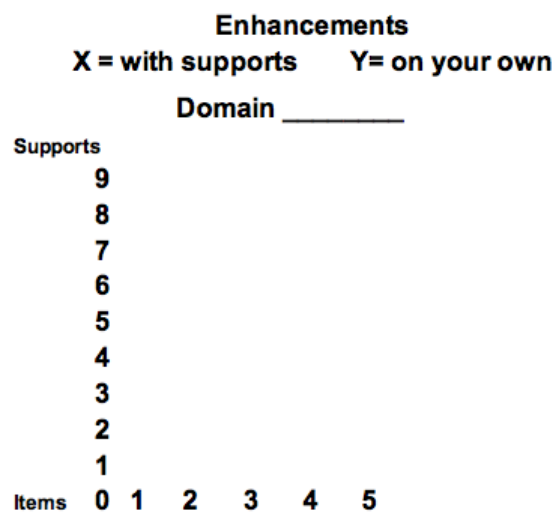 Enhancements
X = with supports Y= on your own
Domain ________
Supports
9
8
7
6
5
4
3
2
1
Items 0 1 2 3 4 5